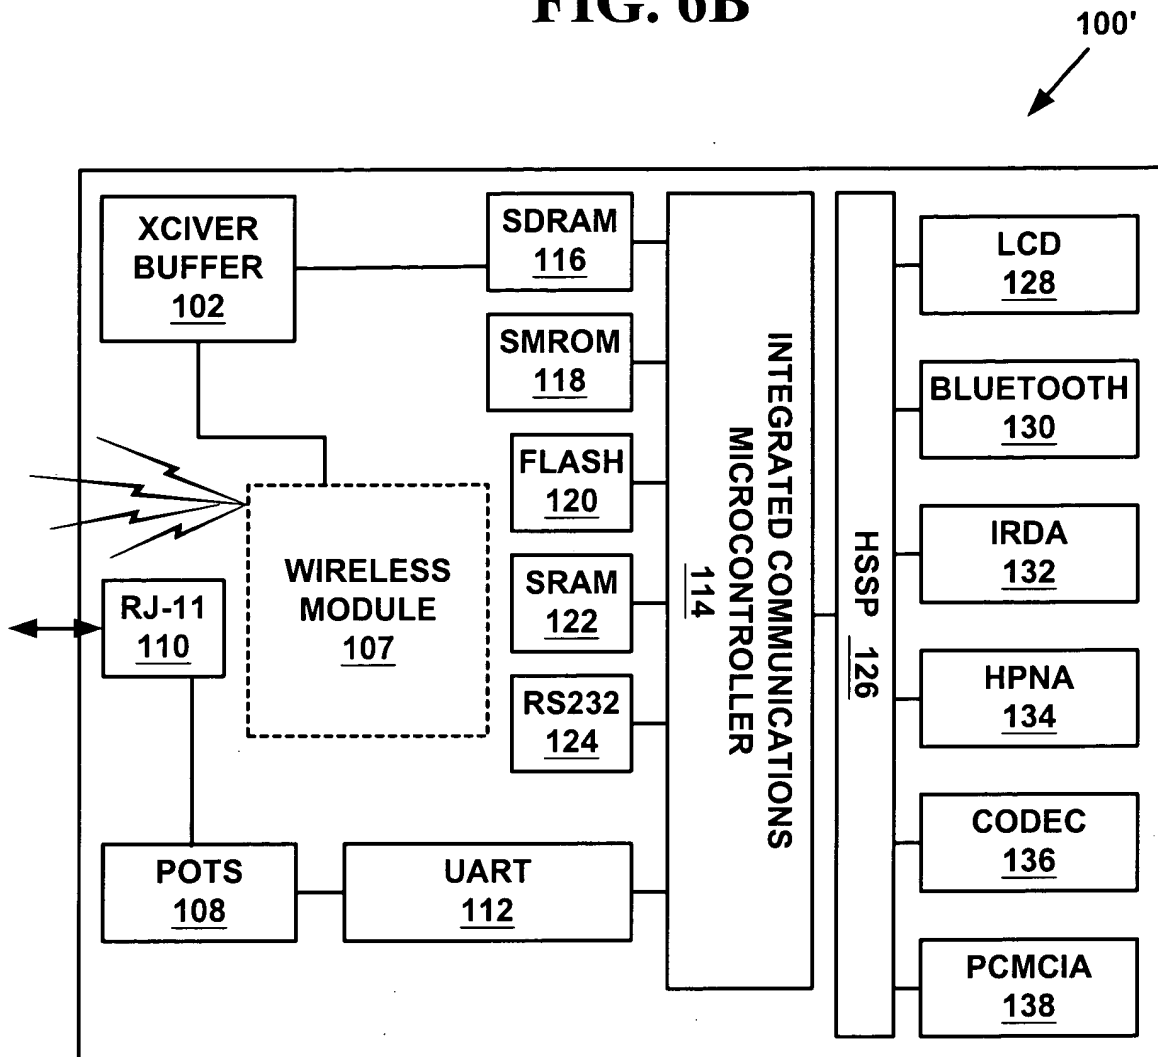 FIG. 6B
100'
XCIVER
BUFFER
102
SDRAM
116
SMROM
118
FLASH
120
SRAM
122
RS232
124
WIRELESS
MODULE
107
RJ-11
110
POTS
108
UART
112
INTEGRATED COMMUNICATIONS
MICROCONTROLLER
114
HSSP 126
LCD
128
BLUETOOTH
130
IRDA
132
HPNA
134
CODEC
136
PCMCIA
138